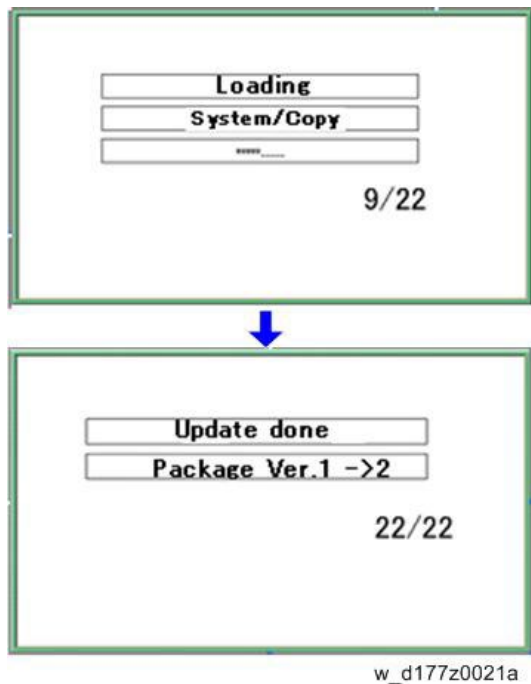 Loading
System/Copy
*****....
9/22
Update done
Package Ver.1 ->2
22/22
w_d177z0021a